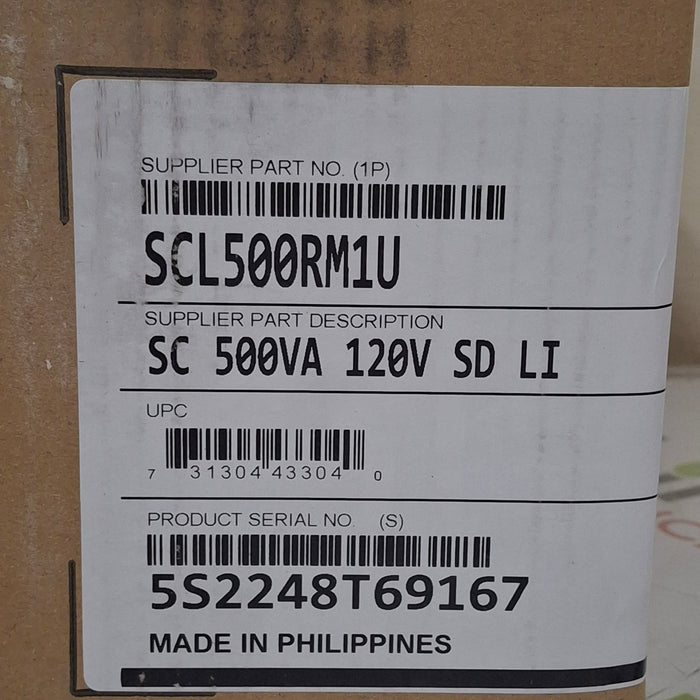 SUPPLIER PART NO. (1P)
SCL500RM1U
SUPPLIER PART DESCRIPTION
SC 500VA 120V SD LI
UPC
7 31304 43304 0
PRODUCT SERIAL NO. (S)
5S2248T69167
MADE IN PHILIPPINES